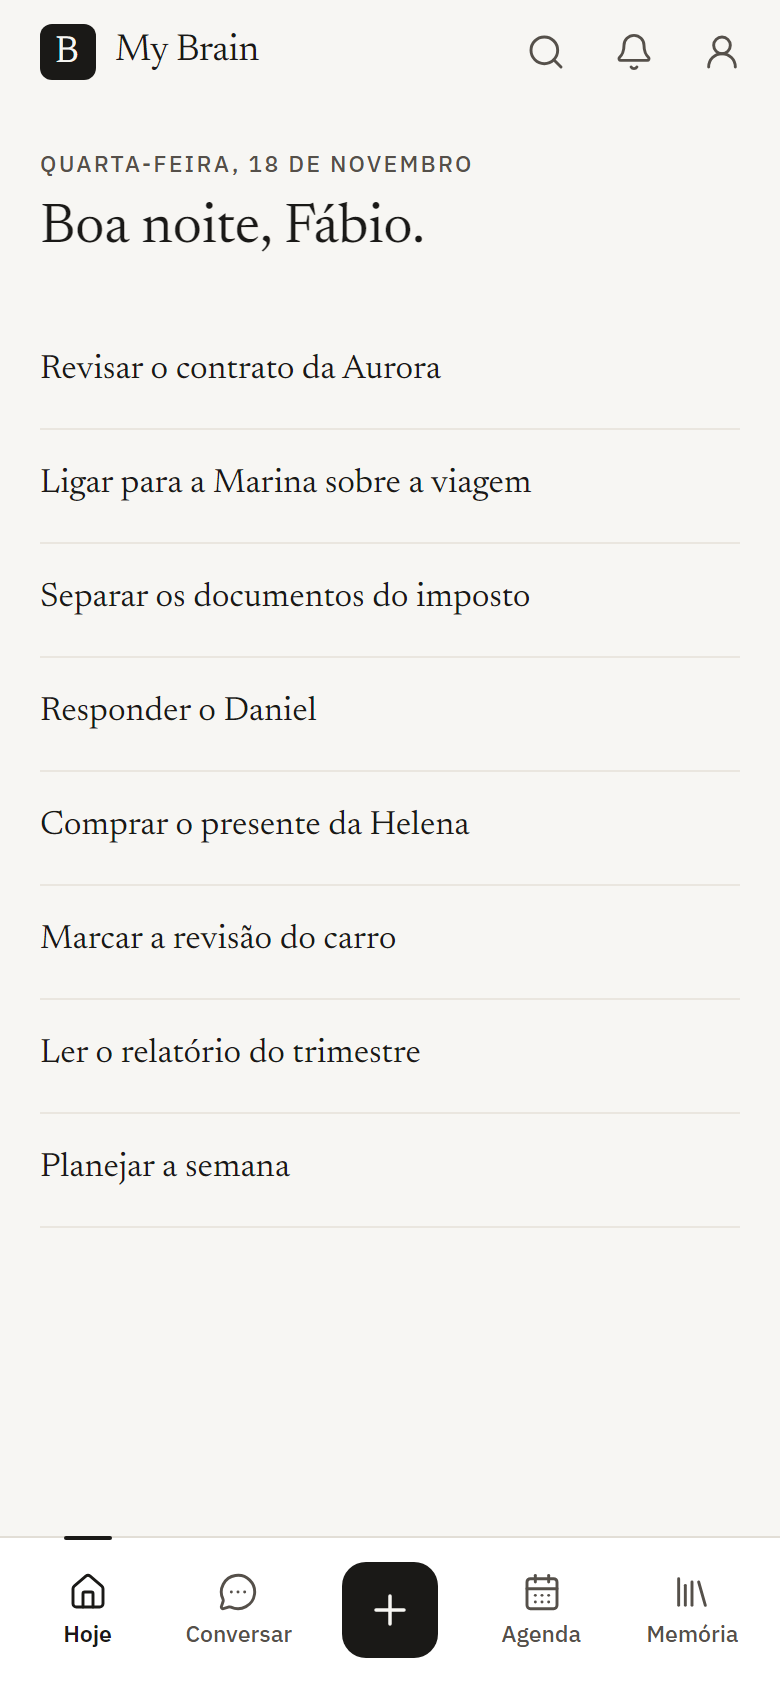 B My Brain
QUARTA-FEIRA, 18 DE NOVEMBRO
Boa noite, Fábio.
Revisar o contrato da Aurora
Ligar para a Marina sobre a viagem
Separar os documentos do imposto
Responder o Daniel
Comprar o presente da Helena
Marcar a revisão do carro
Ler o relatório do trimestre
Planejar a semana
Hoje Conversar Agenda Memória